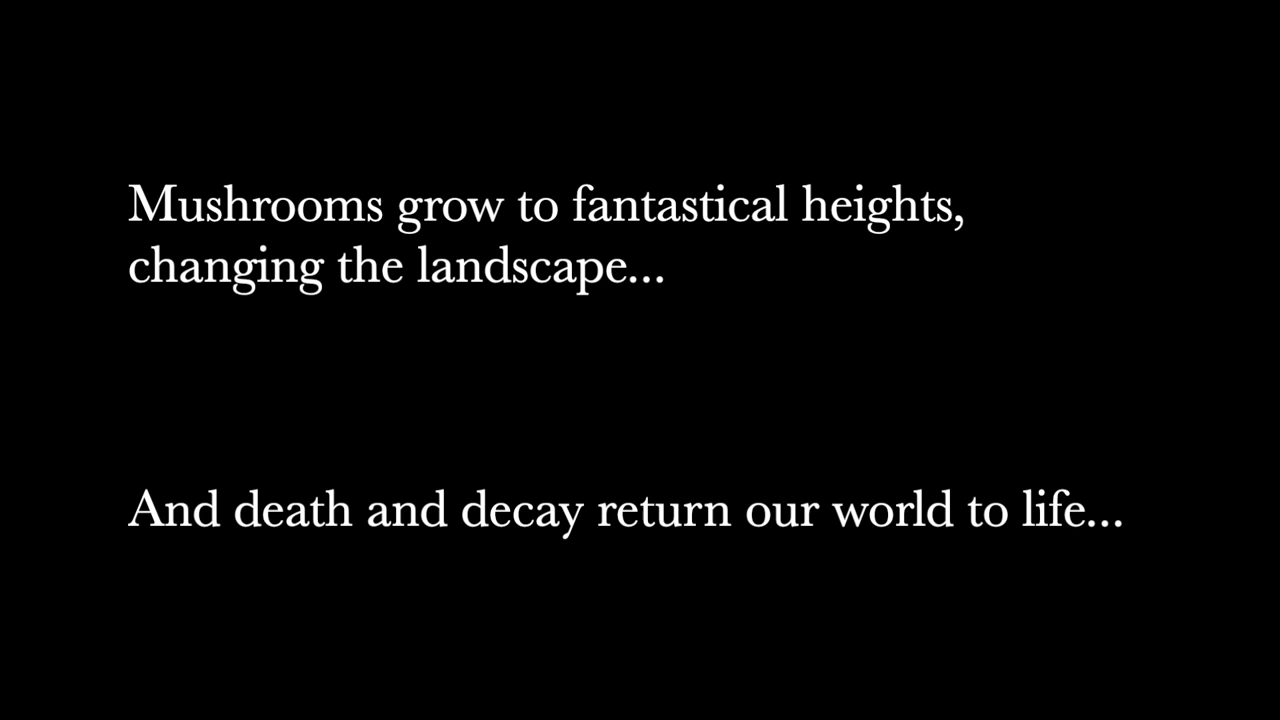 Mushrooms grow to fantastical heights,
changing the landscape...
And death and decay return our world to life...